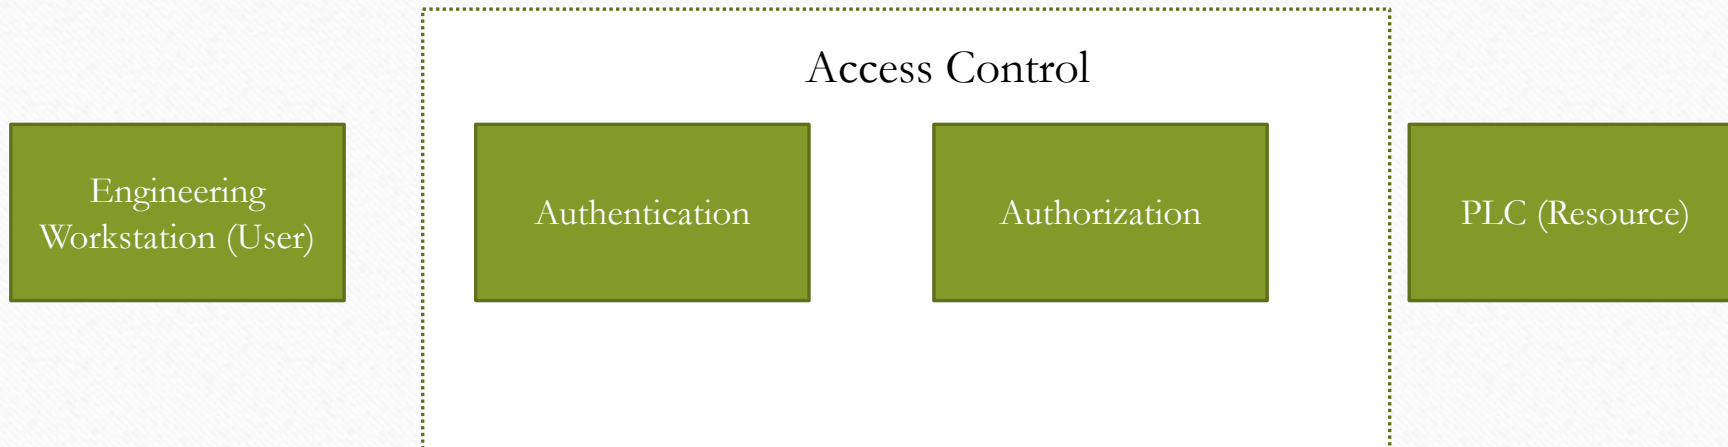 Access Control
Engineering
Workstation (User)
Authentication
Authorization
PLC (Resource)